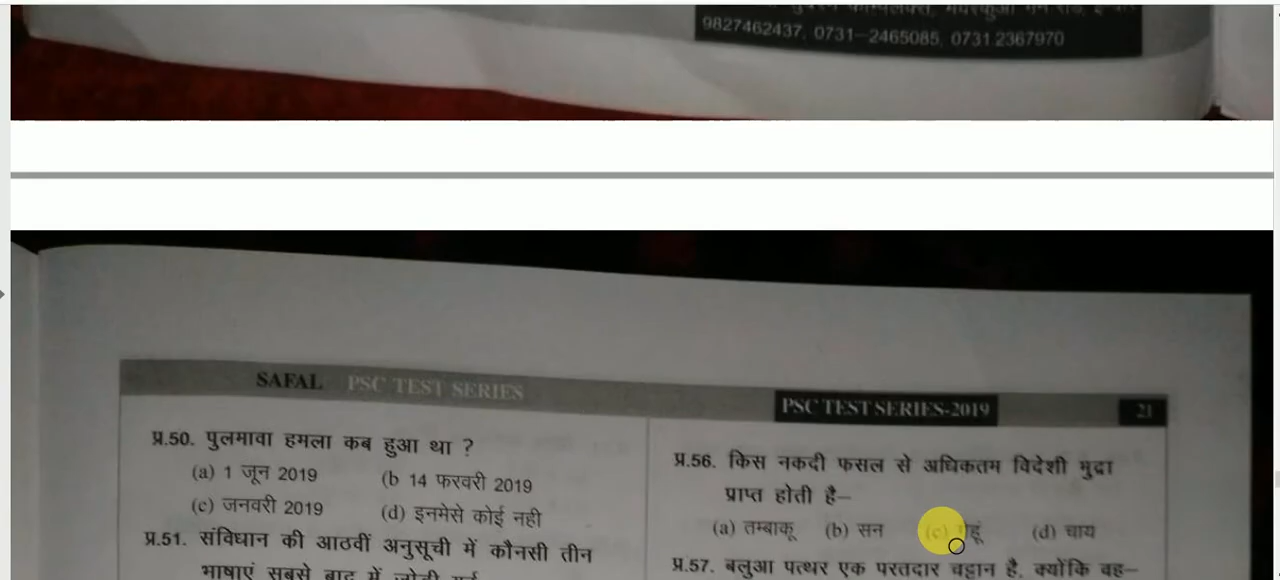 9827462437, 0731-2465085, 0731 2367970
SAFAL PSC TEST SERIES
PSC TEST SERIES-2019 21
प्र.50. पुलमावा हमला कब हुआ था ?
(a) 1 जून 2019 (b 14 फरवरी 2019
(c) जनवरी 2019 (d) इनमेसे कोई नही
प्र.51. संविधान की आठवीं अनुसूची में कौनसी तीन
भाषाएं सबसे बाद में जोड़ी गई
प्र.56. किस नकदी फसल से अधिकतम विदेशी मुद्रा
प्राप्त होती है–
(a) तम्बाकू (b) सन (c) गेहूं (d) चाय
प्र.57. बलुआ पत्थर एक परतदार चट्टान है, क्योंकि वह–